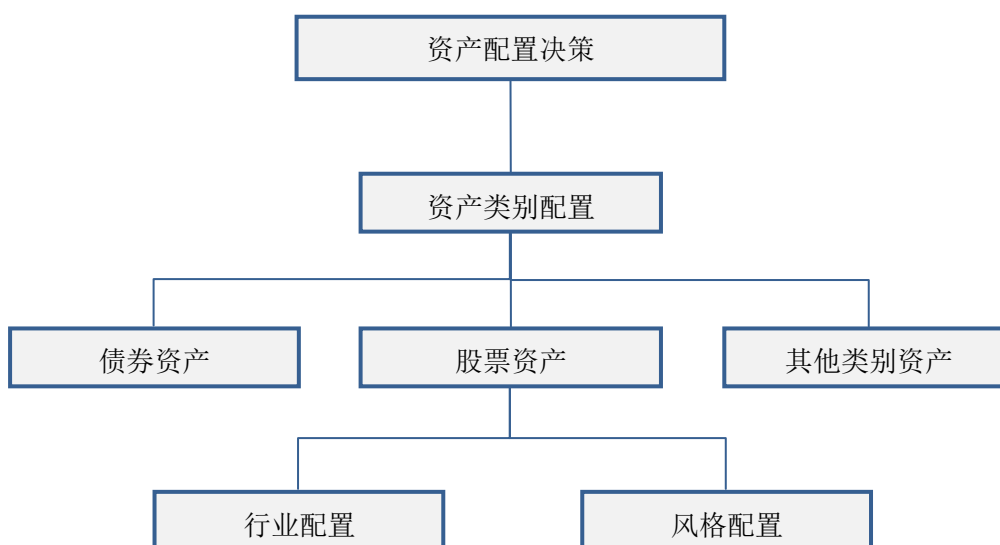 资产配置决策
资产类别配置
债券资产
股票资产
其他类别资产
行业配置
风格配置